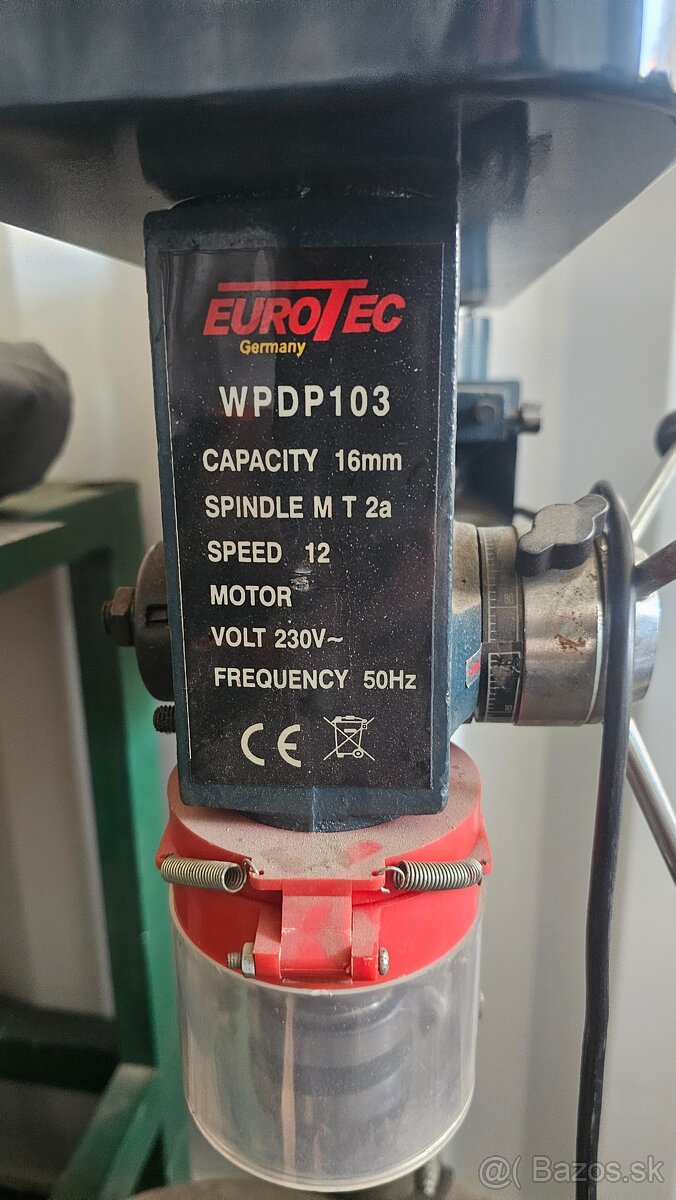 EUROTEC
Germany
WPDP103
CAPACITY 16mm
SPINDLE M T 2a
SPEED 12
MOTOR
VOLT 230V~
FREQUENCY 50Hz
CE
@( Bazos.sk